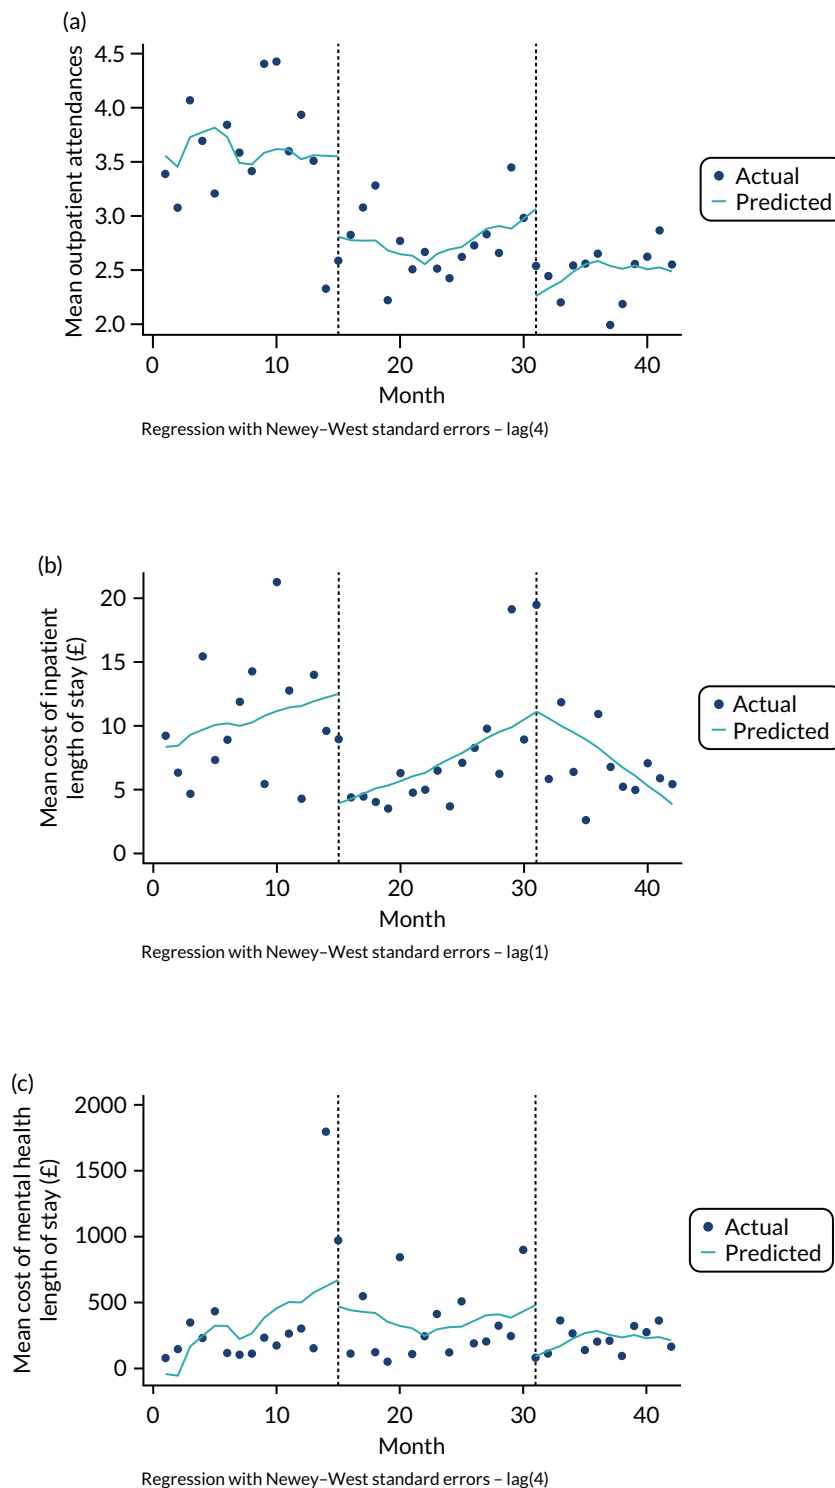 (a)
Mean outpatient attendances
4.5
4.0
3.5
3.0
2.5
2.0
0
10
20
30
40
Month
Actual
Predicted
Regression with Newey–West standard errors – lag(4)
(b)
Mean cost of inpatient
length of stay (£)
20
15
10
5
0
0
10
20
30
40
Month
Actual
Predicted
Regression with Newey–West standard errors – lag(1)
(c)
Mean cost of mental health
length of stay (£)
2000
1500
1000
500
0
0
10
20
30
40
Month
Actual
Predicted
Regression with Newey–West standard errors – lag(4)